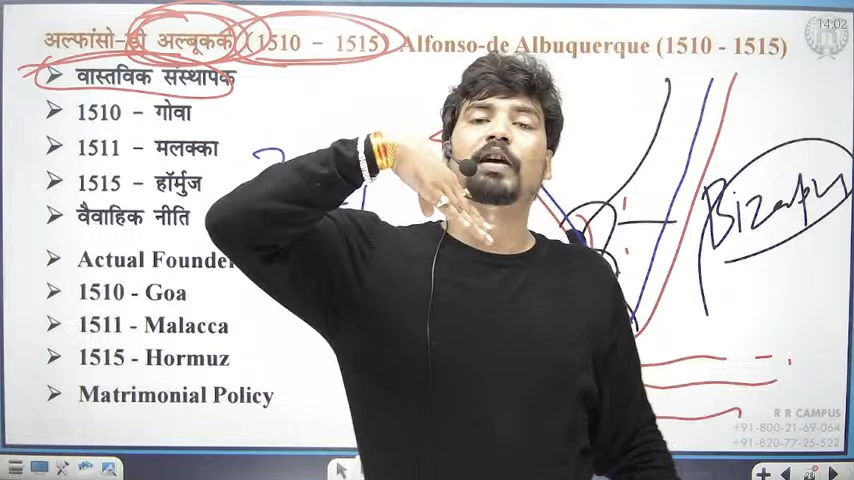 14:02
अल्फांसो-डी अल्बूकर्क (1510 - 1515) Alfonso-de Albuquerque (1510 - 1515)
➢ वास्तविक संस्थापक
➢ 1510 - गोवा
➢ 1511 - मलक्का
➢ 1515 - हॉर्मुज
➢ वैवाहिक नीति
Bizapur
➢ Actual Founder
➢ 1510 - Goa
➢ 1511 - Malacca
➢ 1515 - Hormuz
➢ Matrimonial Policy
R R CAMPUS
+91-800-21-69-064
+91-820-77-25-522